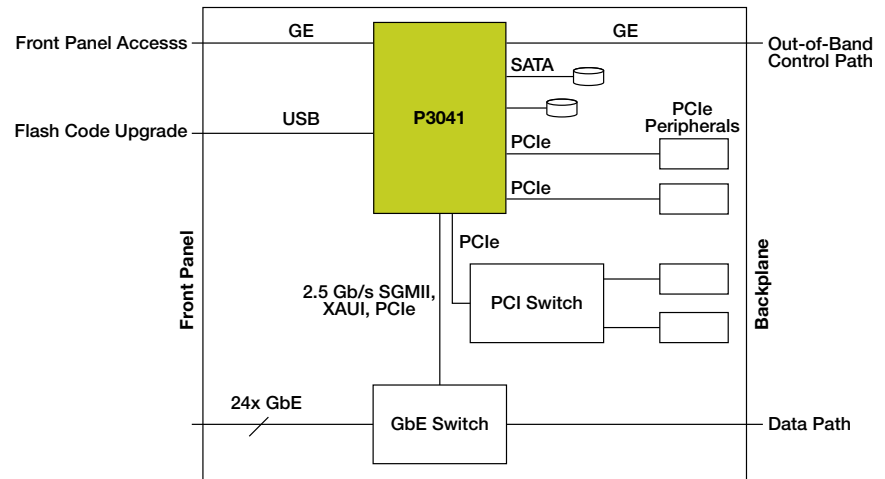 Front Panel Accesss
GE
GE
Out-of-Band
Control Path
SATA
P3041
Flash Code Upgrade
USB
PCIe
Peripherals
PCIe
PCIe
PCIe
Front Panel
Backplane
2.5 Gb/s SGMII,
XAUI, PCIe
PCI Switch
24x GbE
GbE Switch
Data Path